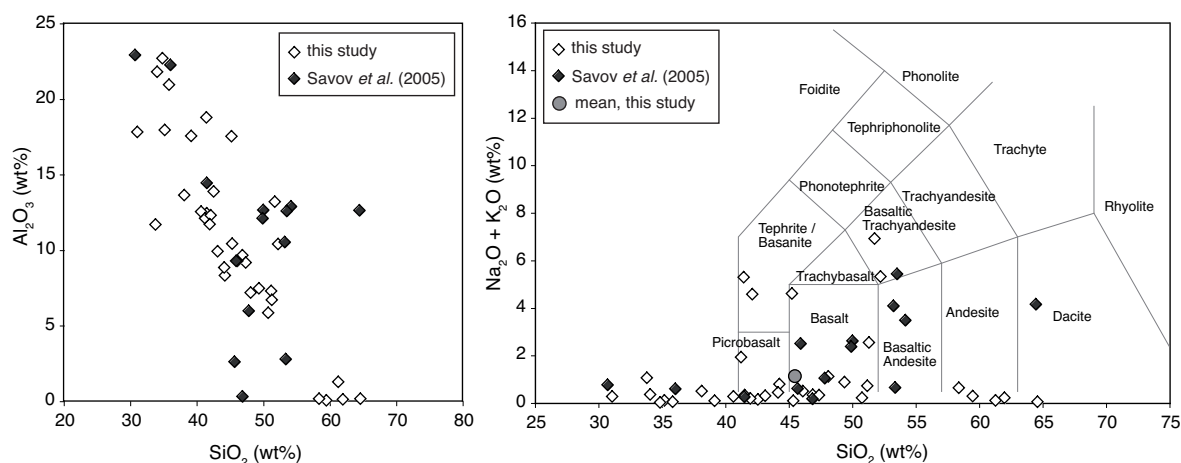 25
20
15
10
5
0
20 30 40 50 60 70 80
Al2O3 (wt%)
SiO2 (wt%)
this study
Savov et al. (2005)
16
14
12
10
8
6
4
2
0
25 30 35 40 45 50 55 60 65 70 75
Na2O + K2O (wt%)
SiO2 (wt%)
this study
Savov et al. (2005)
mean, this study
Foidite
Phonolite
Tephriphonolite
Trachyte
Phonotephrite
Trachyandesite
Rhyolite
Basaltic
Trachyandesite
Tephrite /
Basanite
Trachybasalt
Basalt
Andesite
Dacite
Picrobasalt
Basaltic
Andesite